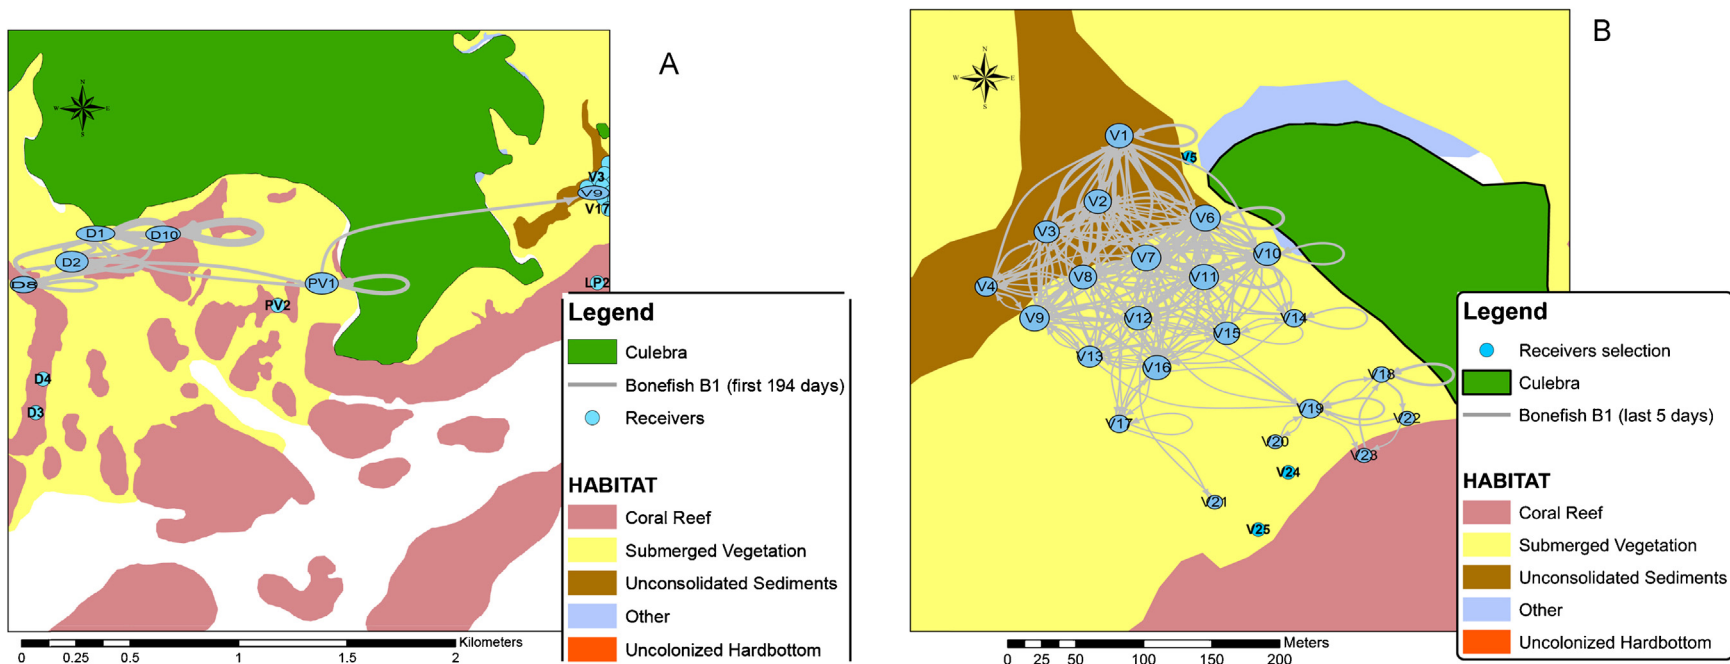 A
N
W E
S
V3
V9
V17
D1
D10
D2
D8
PV1
LP2
PV2
D4
D3
Legend
Culebra
Bonefish B1 (first 194 days)
Receivers
HABITAT
Coral Reef
Submerged Vegetation
Unconsolidated Sediments
Other
Uncolonized Hardbottom
Kilometers
0 0.25 0.5 1 1.5 2
B
N
W E
S
V1
V5
V2
V6
V3
V10
V7
V8
V11
V4
V9
V12
V14
V15
V13
V16
V18
V19
V17
V22
V20
V23
V24
V21
V25
Legend
Receivers selection
Culebra
Bonefish B1 (last 5 days)
HABITAT
Coral Reef
Submerged Vegetation
Unconsolidated Sediments
Other
Uncolonized Hardbottom
Meters
0 25 50 100 150 200